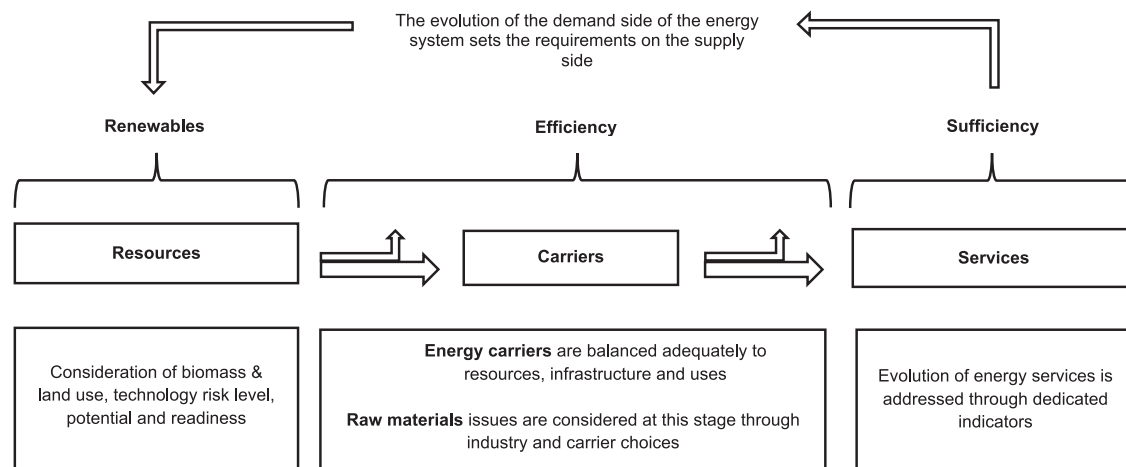 The evolution of the demand side of the energy
system sets the requirements on the supply
side
Renewables
Efficiency
Sufficiency
Resources
Carriers
Services
Consideration of biomass &
land use, technology risk level,
potential and readiness
Energy carriers are balanced adequately to
resources, infrastructure and uses
Raw materials issues are considered at this stage through
industry and carrier choices
Evolution of energy services is
addressed through dedicated
indicators